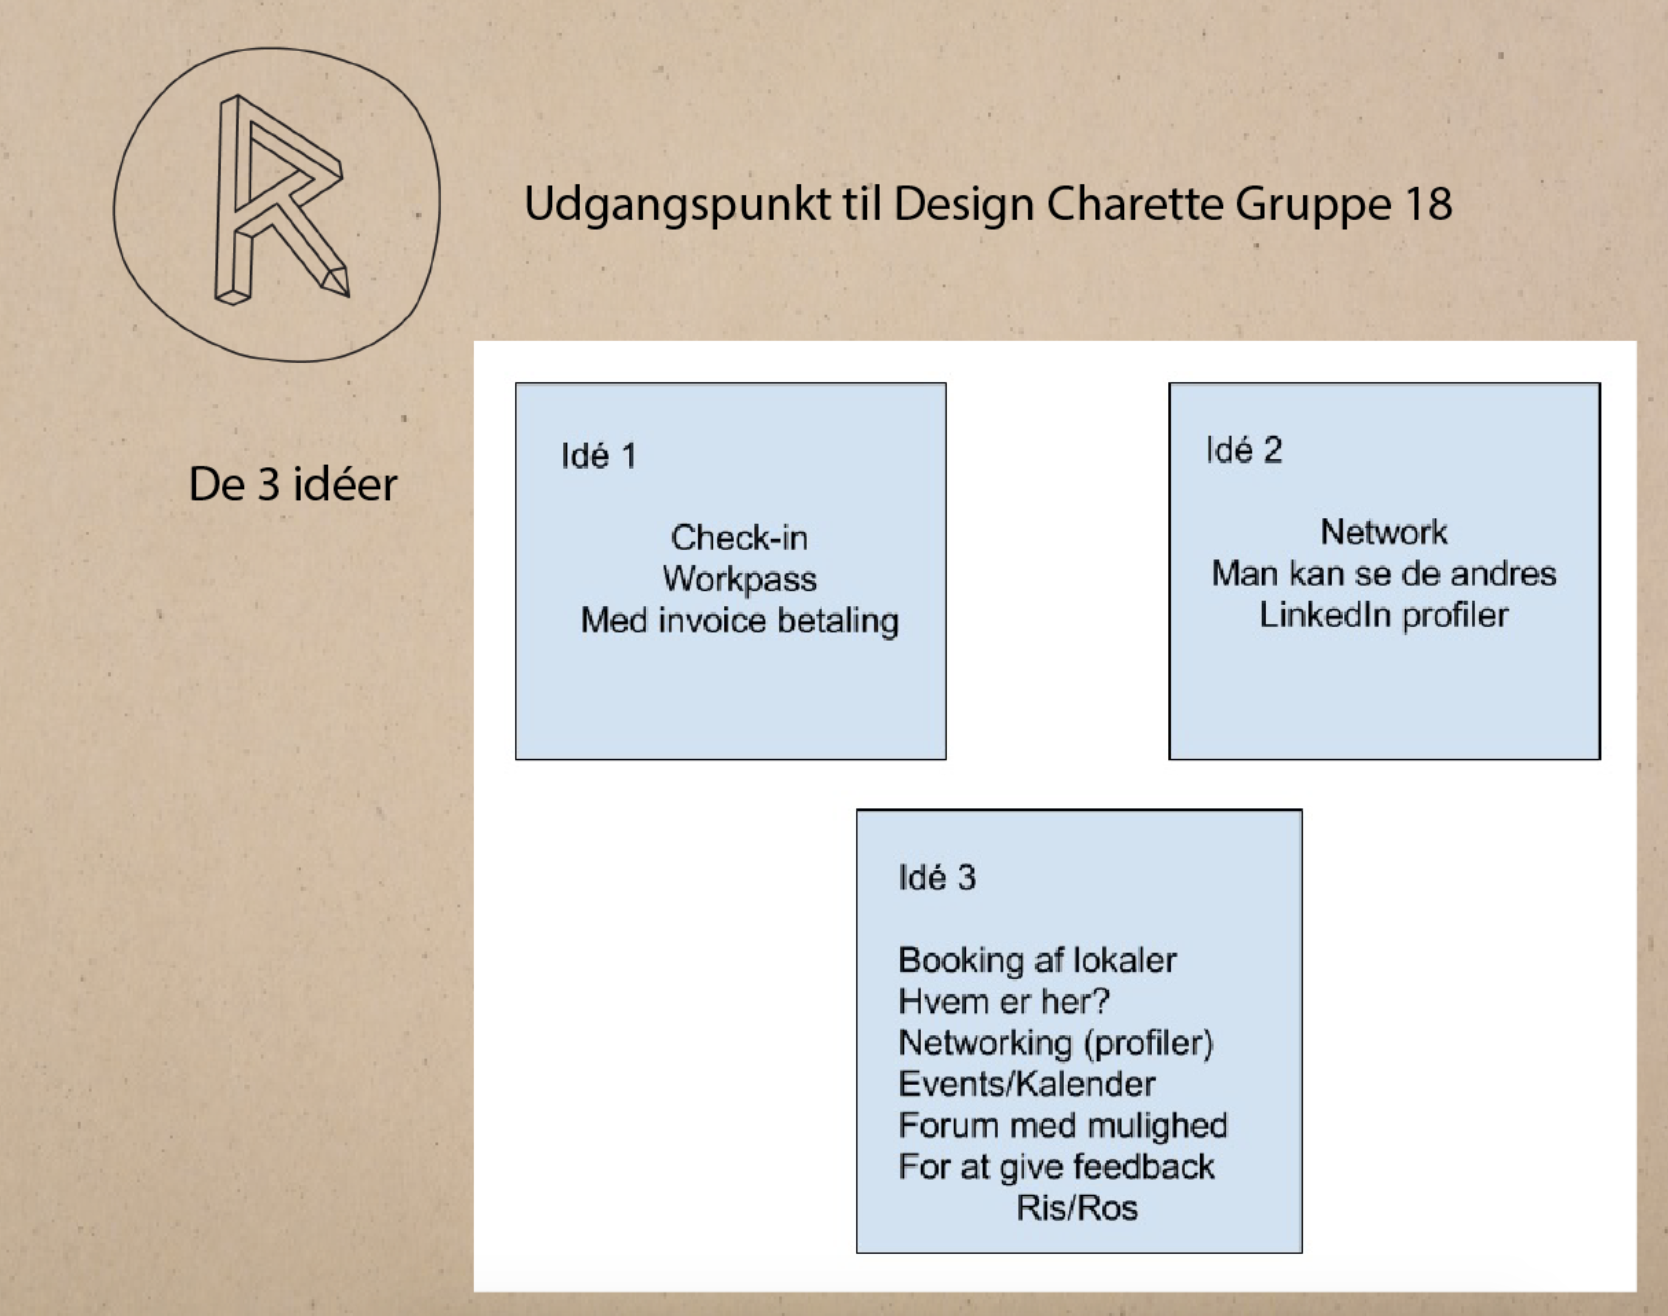 Udgangspunkt til Design Charette Gruppe 18
De 3 idéer
Idé 1
Check-in
Workpass
Med invoice betaling
Idé 2
Network
Man kan se de andres
LinkedIn profiler
Idé 3
Booking af lokaler
Hvem er her?
Networking (profiler)
Events/Kalender
Forum med mulighed
For at give feedback
Ris/Ros